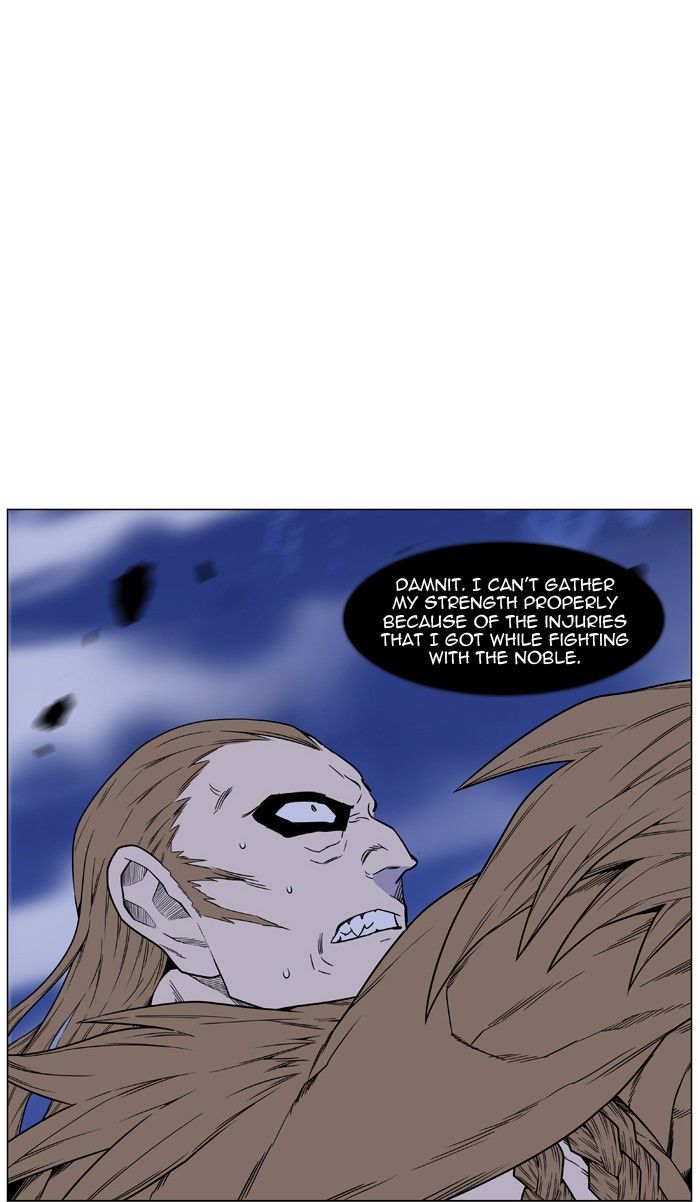 DAMNIT. I CAN'T GATHER
MY STRENGTH PROPERLY
BECAUSE OF THE INJURIES
THAT I GOT WHILE FIGHTING
WITH THE NOBLE.